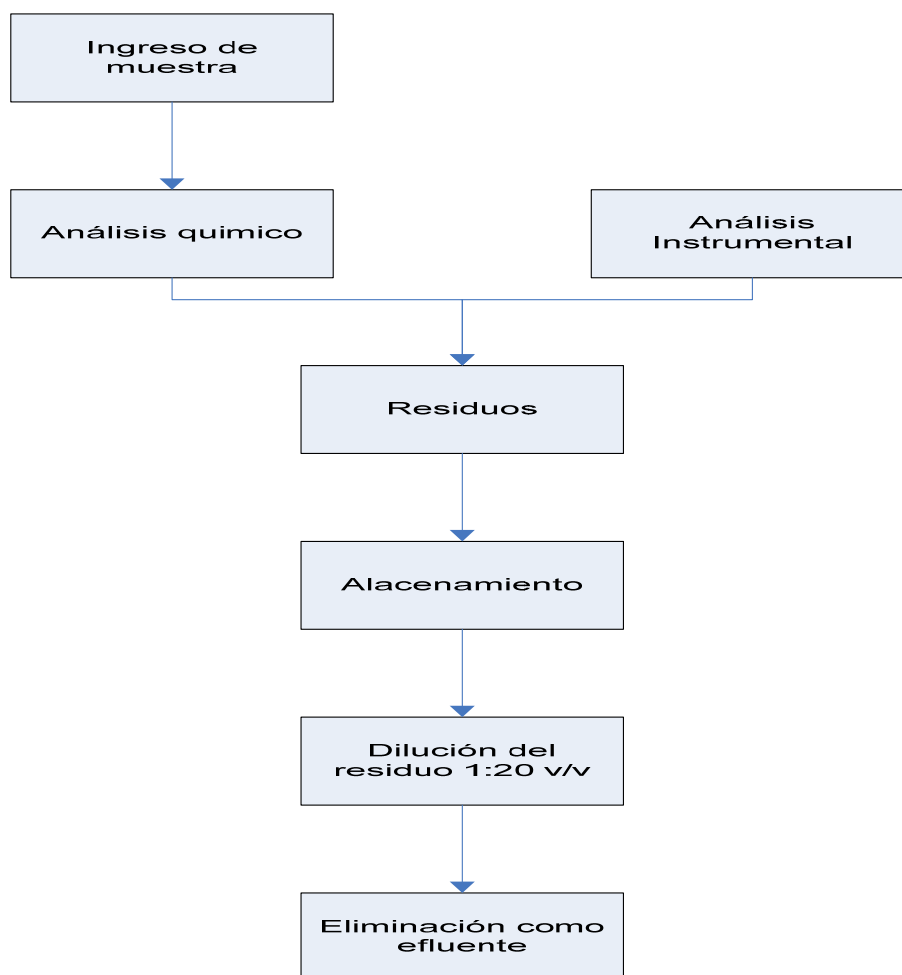 Ingreso de
muestra
Análisis quimico
Análisis
Instrumental
Residuos
Alacenamiento
Dilución del
residuo 1:20 v/v
Eliminación como
efluente